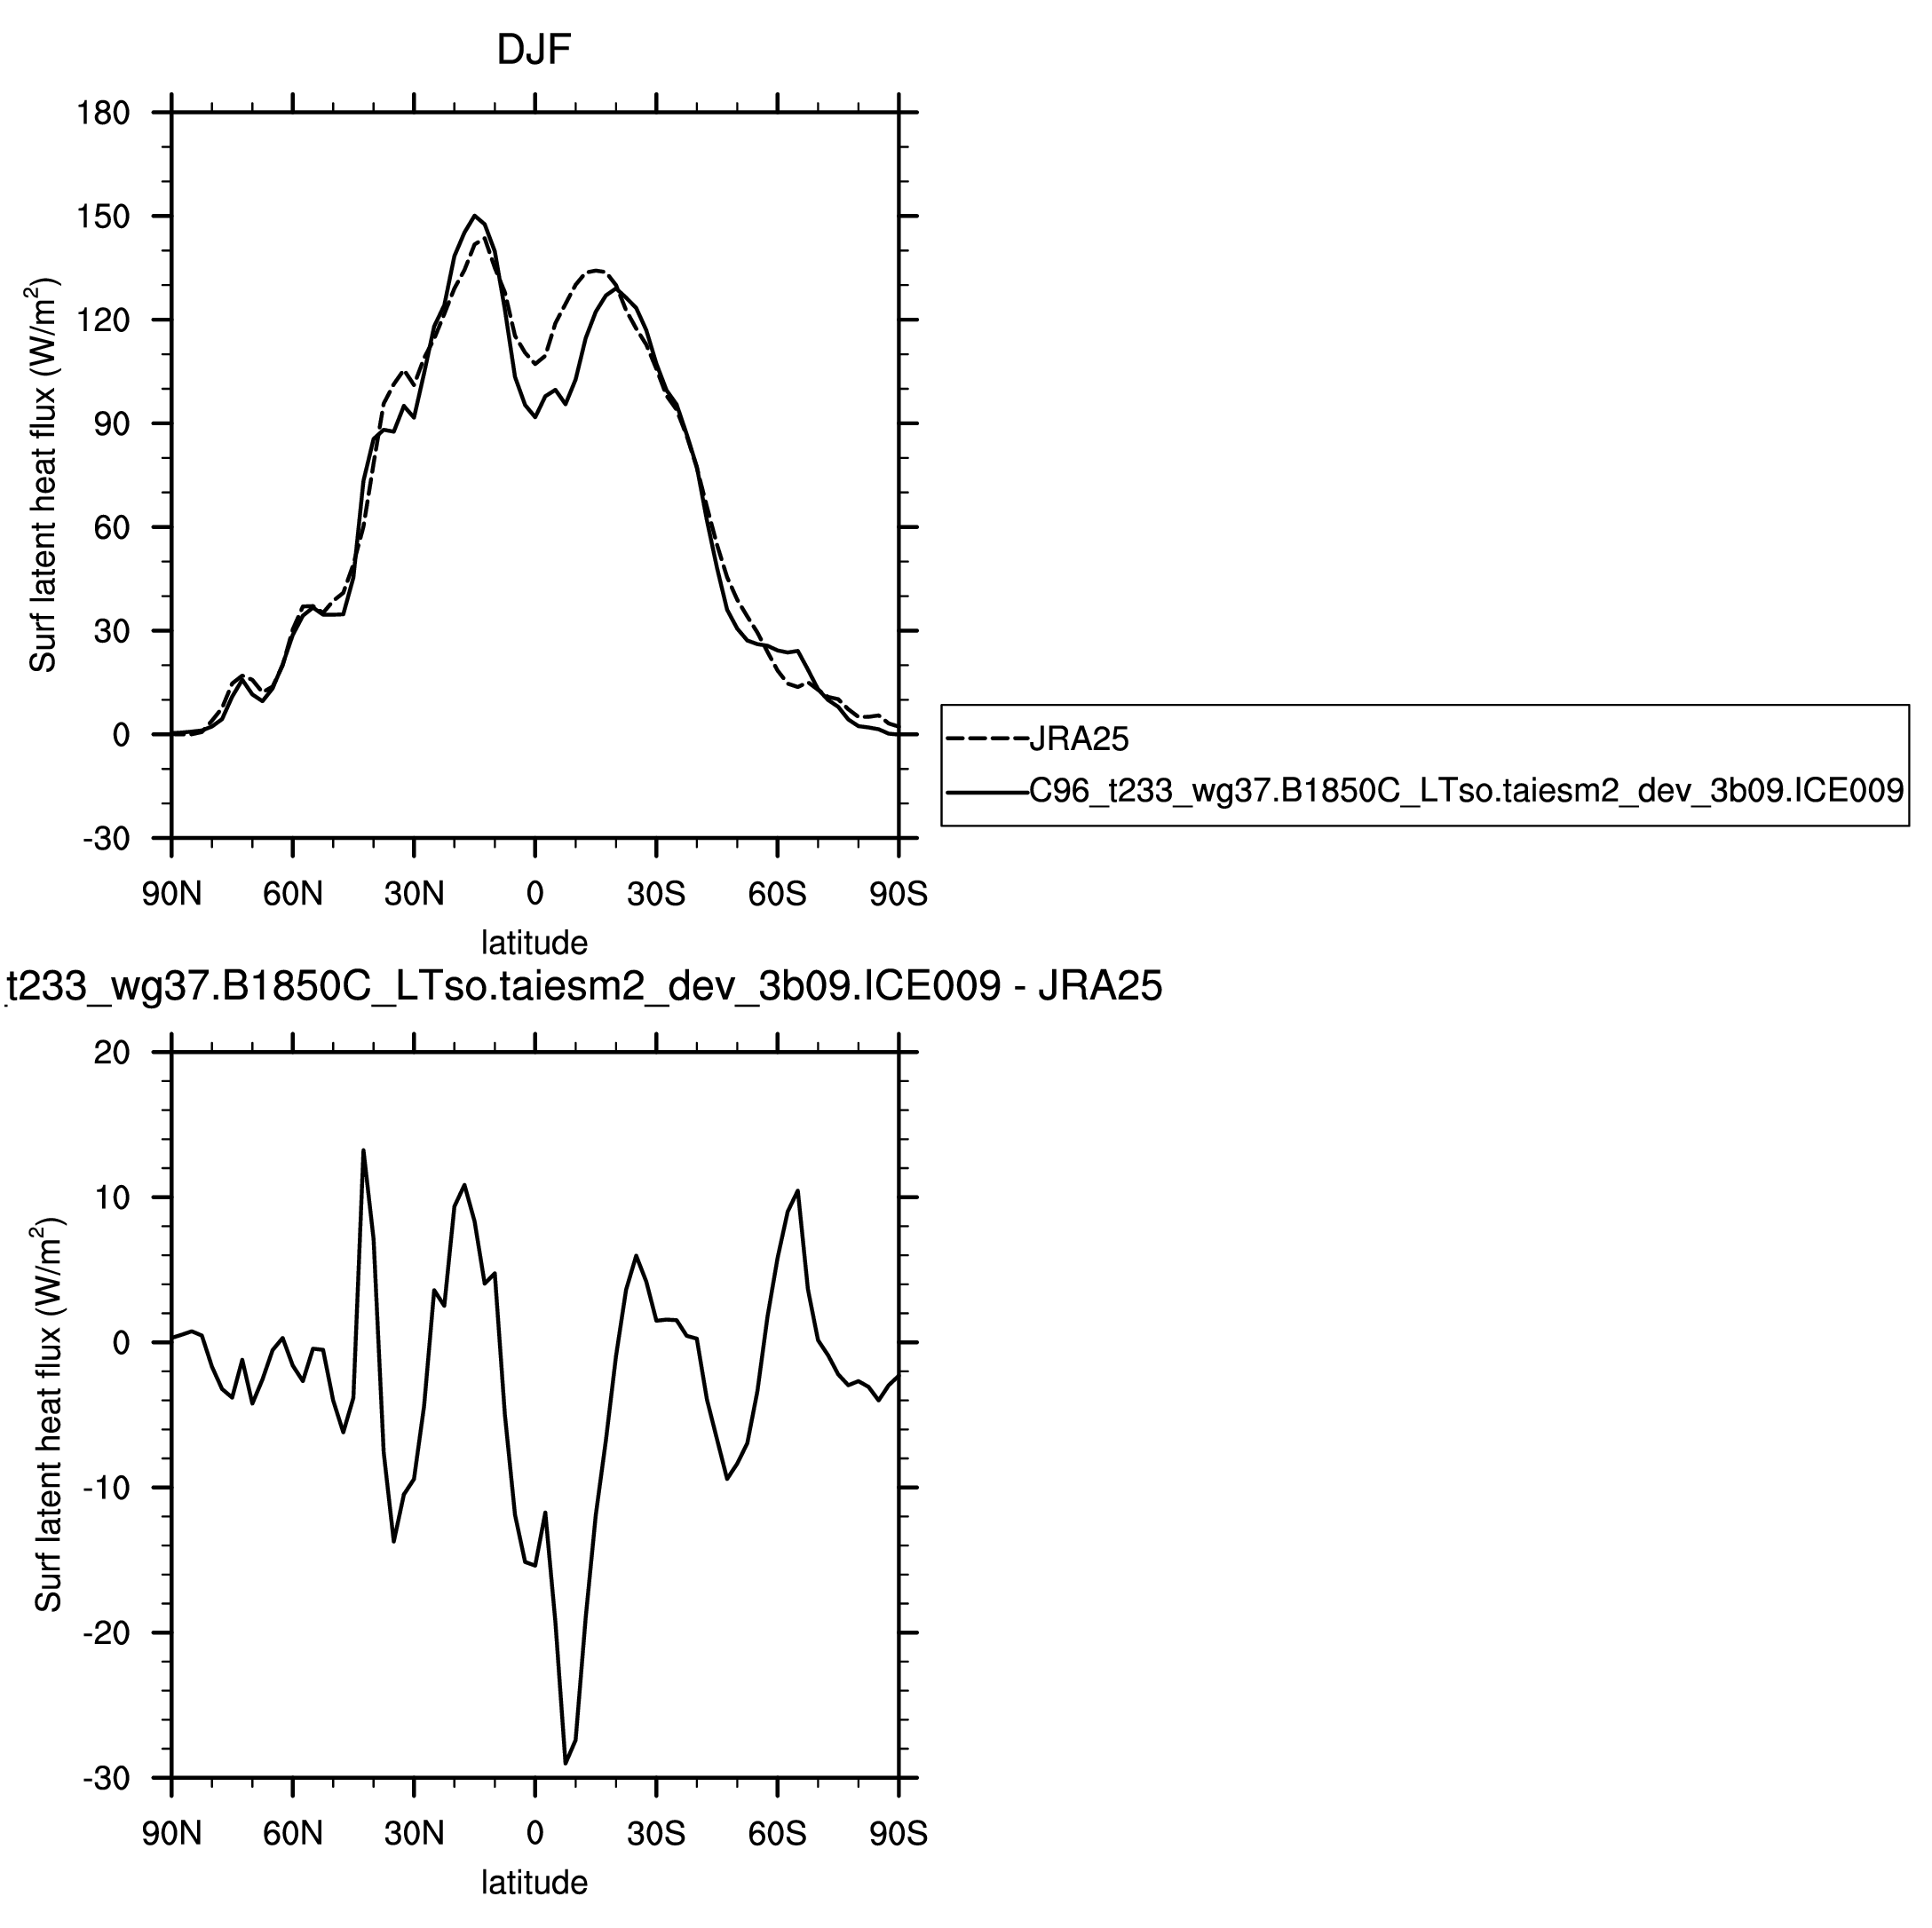 DJF
180
150
120
90
60
30
0
-30
Surf latent heat flux (W/m²)
90N 60N 30N 0 30S 60S 90S
latitude
JRA25
C96_t233_wg37.B1850C_LTso.taiesm2_dev_3b09.ICE009
t233_wg37.B1850C_LTso.taiesm2_dev_3b09.ICE009 - JRA25
20
10
0
-10
-20
-30
Surf latent heat flux (W/m²)
90N 60N 30N 0 30S 60S 90S
latitude